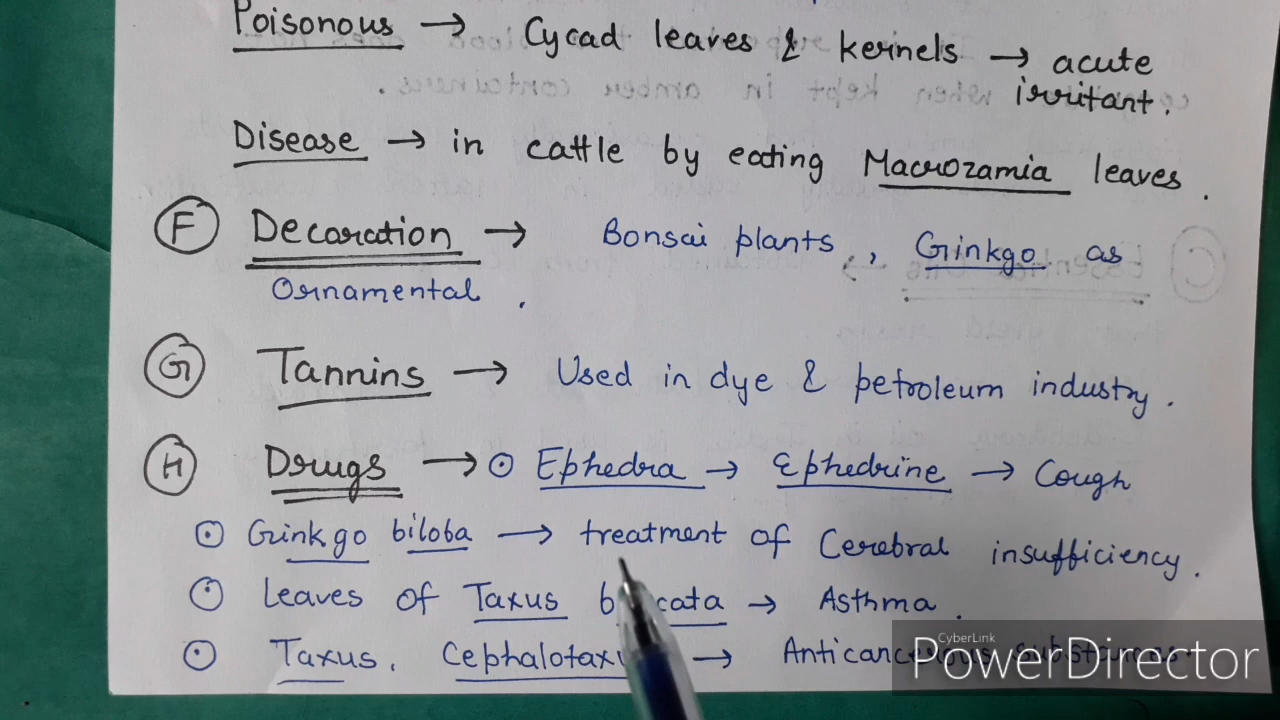 Poisonous → Cycad leaves & kernels → acute
irritant.
Disease → in cattle by eating Macrozamia leaves.
F Decoration → Bonsai plants, Ginkgo as
Ornamental.
G Tannins → Used in dye & petroleum industry.
H Drugs → ⊙ Ephedra → Ephedrine → Cough
⊙ Ginkgo biloba → treatment of Cerebral insufficiency.
⊙ Leaves of Taxus → Asthma.
⊙ Taxus, →
CyberLink
PowerDirector